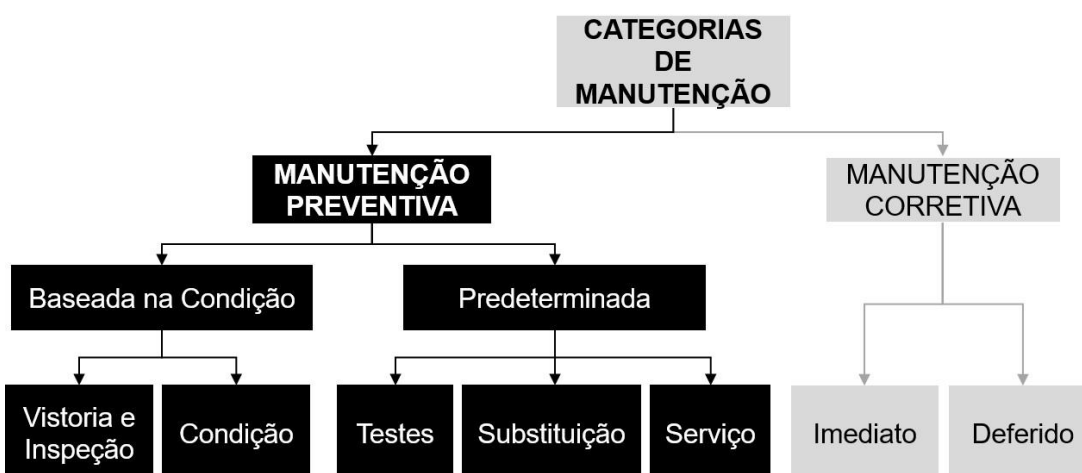 CATEGORIAS
DE
MANUTENÇÃO
MANUTENÇÃO
PREVENTIVA
MANUTENÇÃO
CORRETIVA
Baseada na Condição
Predeterminada
Vistoria e
Inspeção
Condição
Testes
Substituição
Serviço
Imediato
Deferido